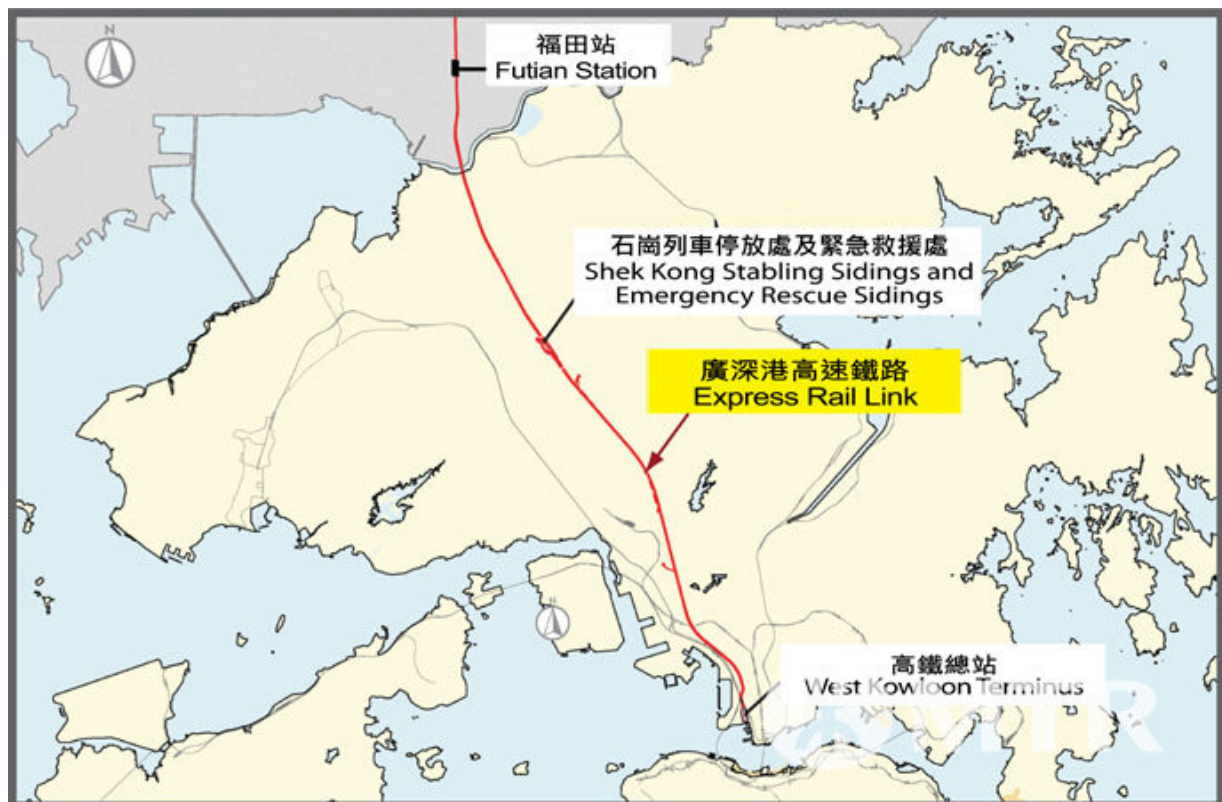 N
福田站
Futian Station
石崗列車停放處及緊急救援處
Shek Kong Stabling Sidings and
Emergency Rescue Sidings
廣深港高速鐵路
Express Rail Link
N
高鐵總站
West Kowloon Terminus
MTR